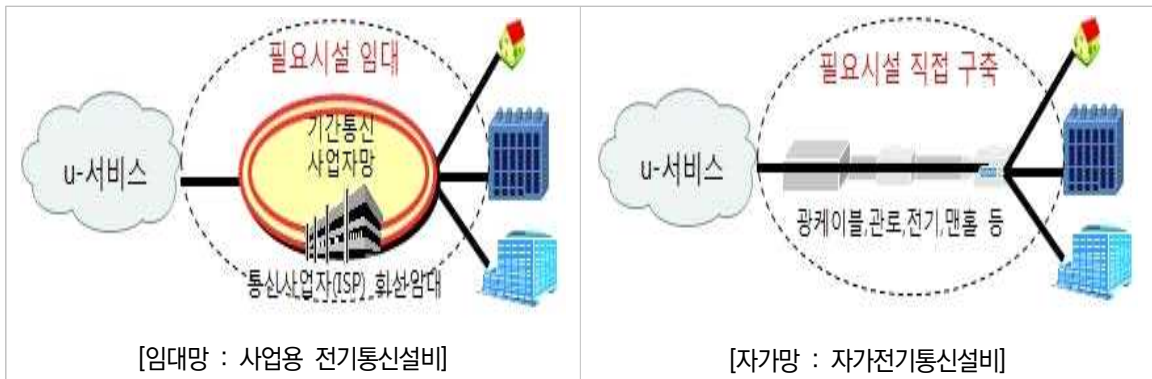 필요시설 임대
기간통신
사업자망
u-서비스
통신사업자(ISP) 회선임대
[임대망 : 사업용 전기통신설비]
필요시설 직접 구축
u-서비스
광케이블,관로,전기,맨홀 등
[자가망 : 자가전기통신설비]